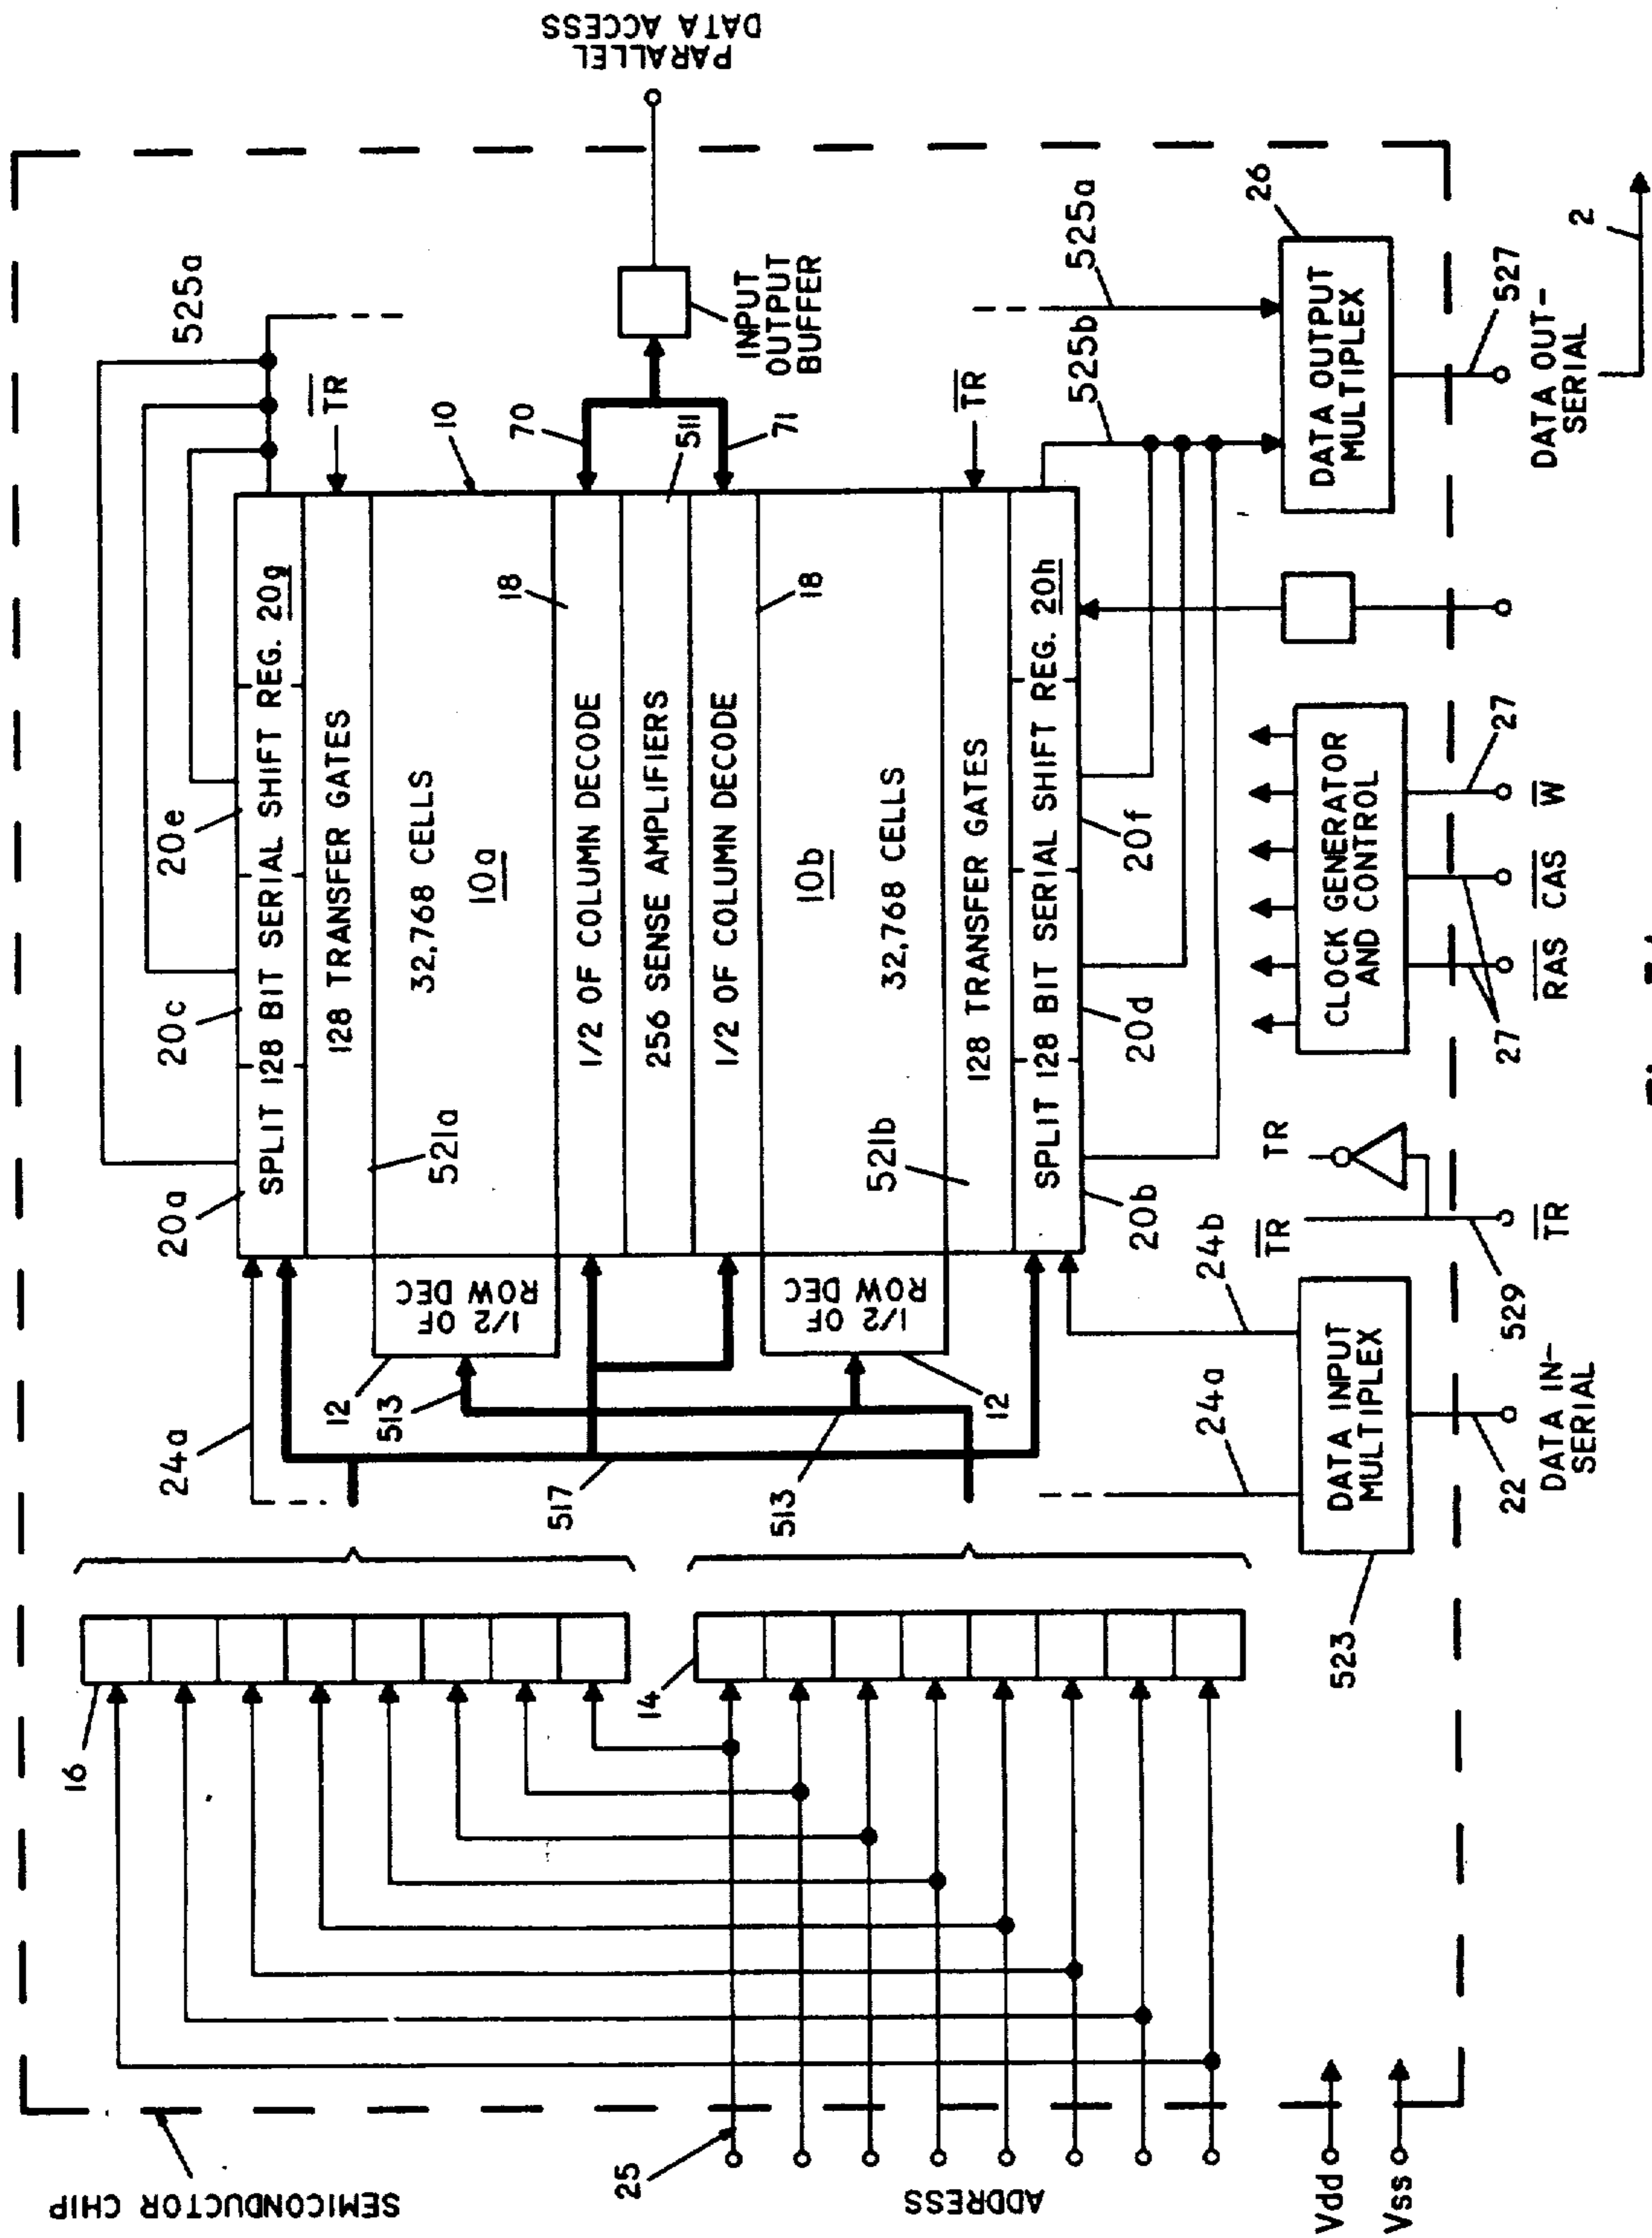 SEMICONDUCTOR CHIP
16
14
25
ADDRESS
Vdd
Vss
24a
20a
20c
20e
525a
SPLIT 128 BIT SERIAL SHIFT REG. 20g
128 TRANSFER GATES
TR
521a
32,768 CELLS
10a
10
1/2 OF
ROW DEC
12
513
1/2 OF COLUMN DECODE
18
70
256 SENSE AMPLIFIERS
511
1/2 OF COLUMN DECODE
18
71
INPUT
OUTPUT
BUFFER
PARALLEL
DATA ACCESS
10b
32,768 CELLS
1/2 OF
ROW DEC
12
517
513
521b
128 TRANSFER GATES
TR
SPLIT 128 BIT SERIAL SHIFT REG. 20h
20b
20d
20f
525b
525a
24a
24b
DATA INPUT
MULTIPLEX
523
22
DATA IN-
SERIAL
TR
TR
529
TR
CLOCK GENERATOR
AND CONTROL
27
27
RAS
CAS
W
DATA OUTPUT
MULTIPLEX
26
527
DATA OUT-
SERIAL
2